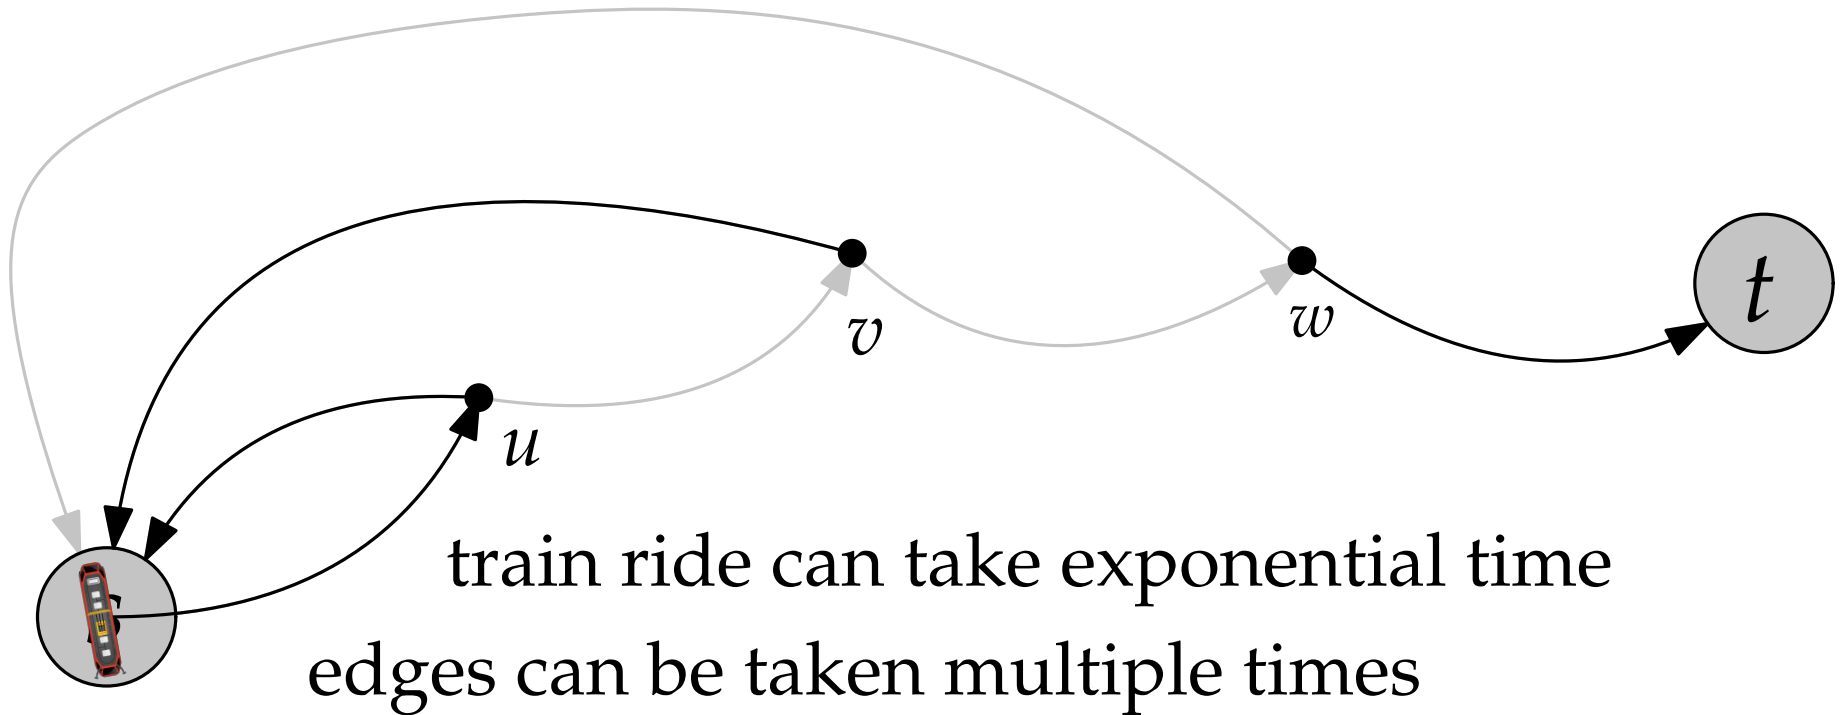 v
w
t
u
s
train ride can take exponential time
edges can be taken multiple times